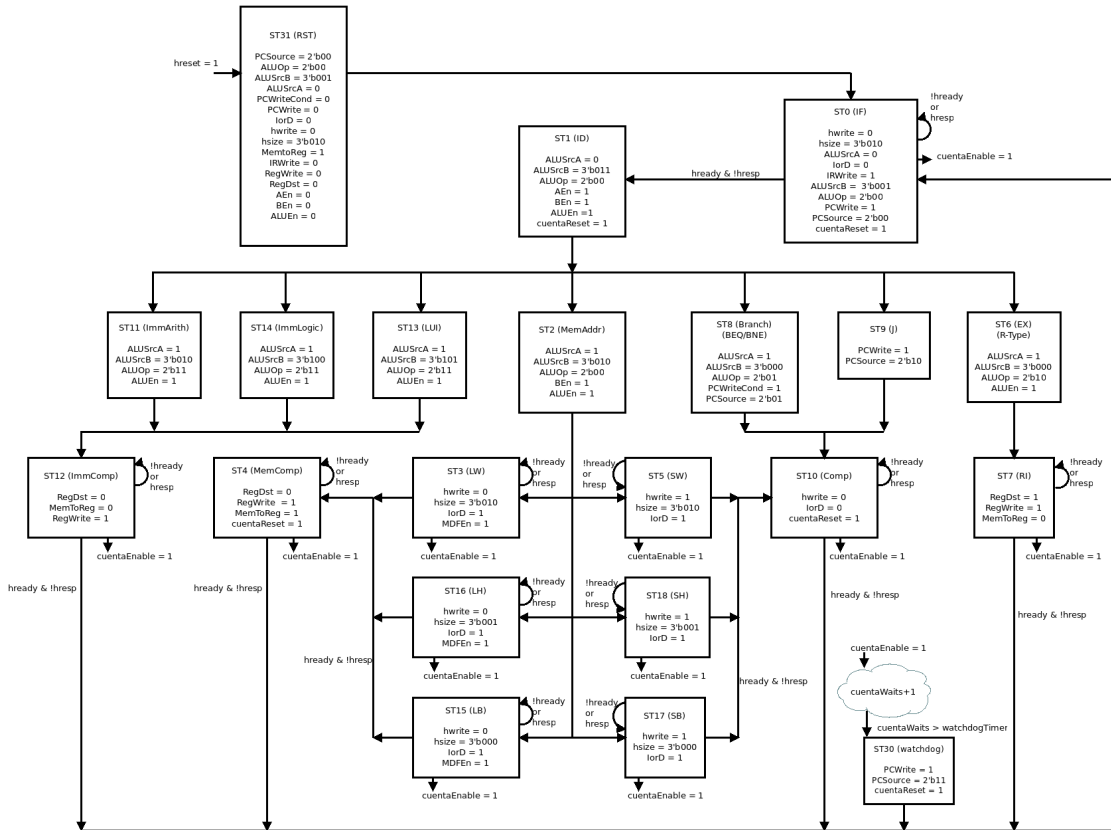 ST31 (RST)
PCSource = 2'b00
ALUOp = 2'b00
ALUSrcB = 3'b001
ALUSrcA = 0
PCWriteCond = 0
PCWrite = 0
IorD = 0
hwrite = 0
hsize = 3'b010
MemtoReg = 1
IRWrite = 0
RegWrite = 0
RegDst = 0
AEn = 0
BEn = 0
ALUEn = 0
hreset = 1
ST0 (IF)
hwrite = 0
hsize = 3'b010
ALUSrcA = 0
IorD = 0
IRWrite = 1
ALUSrcB =  3'b001
ALUOp = 2'b00
PCWrite = 1
PCSource = 2'b00
cuentaReset = 1
!hready
or
hresp
cuentaEnable = 1
hready & !hresp
ST1 (ID)
ALUSrcA = 0
ALUSrcB = 3'b011
ALUOp = 2'b00
AEn = 1
BEn = 1
ALUEn =1
cuentaReset = 1
ST11 (ImmArith)
ALUSrcA = 1
ALUSrcB = 3'b010
ALUOp = 2'b11
ALUEn = 1
ST14 (ImmLogic)
ALUSrcA = 1
ALUSrcB = 3'b100
ALUOp = 2'b11
ALUEn = 1
ST13 (LUI)
ALUSrcA = 1
ALUSrcB = 3'b101
ALUOp = 2'b11
ALUEn = 1
ST2 (MemAddr)
ALUSrcA = 1
ALUSrcB = 3'b010
ALUOp = 2'b00
BEn = 1
ALUEn = 1
ST8 (Branch)
(BEQ/BNE)
ALUSrcA = 1
ALUSrcB = 3'b000
ALUOp = 2'b01
PCWriteCond = 1
PCSource = 2'b01
ST9 (J)
PCWrite = 1
PCSource = 2'b10
ST6 (EX)
(R-Type)
ALUSrcA = 1
ALUSrcB = 3'b000
ALUOp = 2'b10
ALUEn = 1
ST12 (ImmComp)
RegDst = 0
MemToReg = 0
RegWrite = 1
!hready
or
hresp
cuentaEnable = 1
hready & !hresp
ST4 (MemComp)
RegDst = 0
RegWrite  = 1
MemToReg = 1
cuentaReset = 1
!hready
or
hresp
cuentaEnable = 1
hready & !hresp
ST3 (LW)
hwrite = 0
hsize = 3'b010
IorD = 1
MDFEn = 1
!hready
or
hresp
cuentaEnable = 1
ST5 (SW)
hwrite = 1
hsize = 3'b010
IorD = 1
!hready
or
hresp
cuentaEnable = 1
ST10 (Comp)
hwrite = 0
IorD = 0
cuentaReset = 1
!hready
or
hresp
cuentaEnable = 1
hready & !hresp
ST7 (RI)
RegDst = 1
RegWrite = 1
MemToReg = 0
!hready
or
hresp
cuentaEnable = 1
hready & !hresp
ST16 (LH)
hwrite = 0
hsize = 3'b001
IorD = 1
MDFEn = 1
!hready
or
hresp
cuentaEnable = 1
ST18 (SH)
hwrite = 1
hsize = 3'b001
IorD = 1
!hready
or
hresp
cuentaEnable = 1
hready & !hresp
hready & !hresp
ST15 (LB)
hwrite = 0
hsize = 3'b000
IorD = 1
MDFEn = 1
!hready
or
hresp
cuentaEnable = 1
ST17 (SB)
hwrite = 1
hsize = 3'b000
IorD = 1
!hready
or
hresp
cuentaEnable = 1
cuentaEnable = 1
cuentaWaits+1
cuentaWaits > watchdogTimer
ST30 (watchdog)
PCWrite = 1
PCSource = 2'b11
cuentaReset = 1